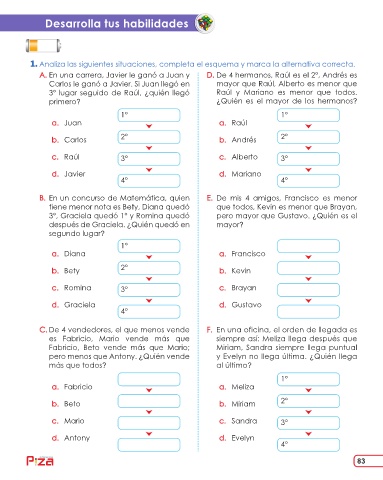 Desarrolla tus habilidades
1. Analiza las siguientes situaciones, completa el esquema y marca la alternativa correcta.
A. En una carrera, Javier le ganó a Juan y
Carlos le ganó a Javier. Si Juan llegó en
3° lugar seguido de Raúl, ¿quién llegó
primero?
1°
a. Juan
2°
b. Carlos
c. Raúl
3°
d. Javier
4°
B. En un concurso de Matemática, quien
tiene menor nota es Bety, Diana quedó
3°, Graciela quedó 1° y Romina quedó
después de Graciela. ¿Quién quedó en
segundo lugar?
1°
a. Diana
2°
b. Bety
c. Romina
3°
d. Graciela
4°
C. De 4 vendedores, el que menos vende
es Fabricio, Mario vende más que
Fabricio, Beto vende más que Mario;
pero menos que Antony. ¿Quién vende
más que todos?
a. Fabricio
b. Beto
c. Mario
d. Antony
D. De 4 hermanos, Raúl es el 2°, Andrés es
mayor que Raúl, Alberto es menor que
Raúl y Mariano es menor que todos.
¿Quién es el mayor de los hermanos?
1°
a. Raúl
2°
b. Andrés
c. Alberto
3°
d. Mariano
4°
E. De mis 4 amigos, Francisco es menor
que todos, Kevin es menor que Brayan,
pero mayor que Gustavo. ¿Quién es el
mayor?
a. Francisco
b. Kevin
c. Brayan
d. Gustavo
F. En una oficina, el orden de llegada es
siempre así: Meliza llega después que
Miriam, Sandra siempre llega puntual
y Evelyn no llega última. ¿Quién llega
al último?
1°
a. Meliza
2°
b. Miriam
c. Sandra
3°
d. Evelyn
4°
83